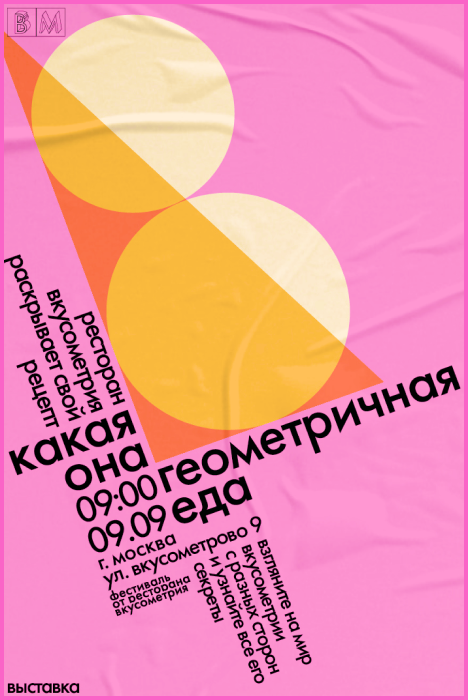 ВМ
ресторан
вкусометрия
раскрывает свой
рецепт
какая
она
геометричная
еда
09:00
09.09
г. москва
ул. вкусометрово 9
фестиваль
от ресторана
вкусометрия
взгляните на мир
вкусометрии
с разных сторон
и узнайте все его
секреты
выставка